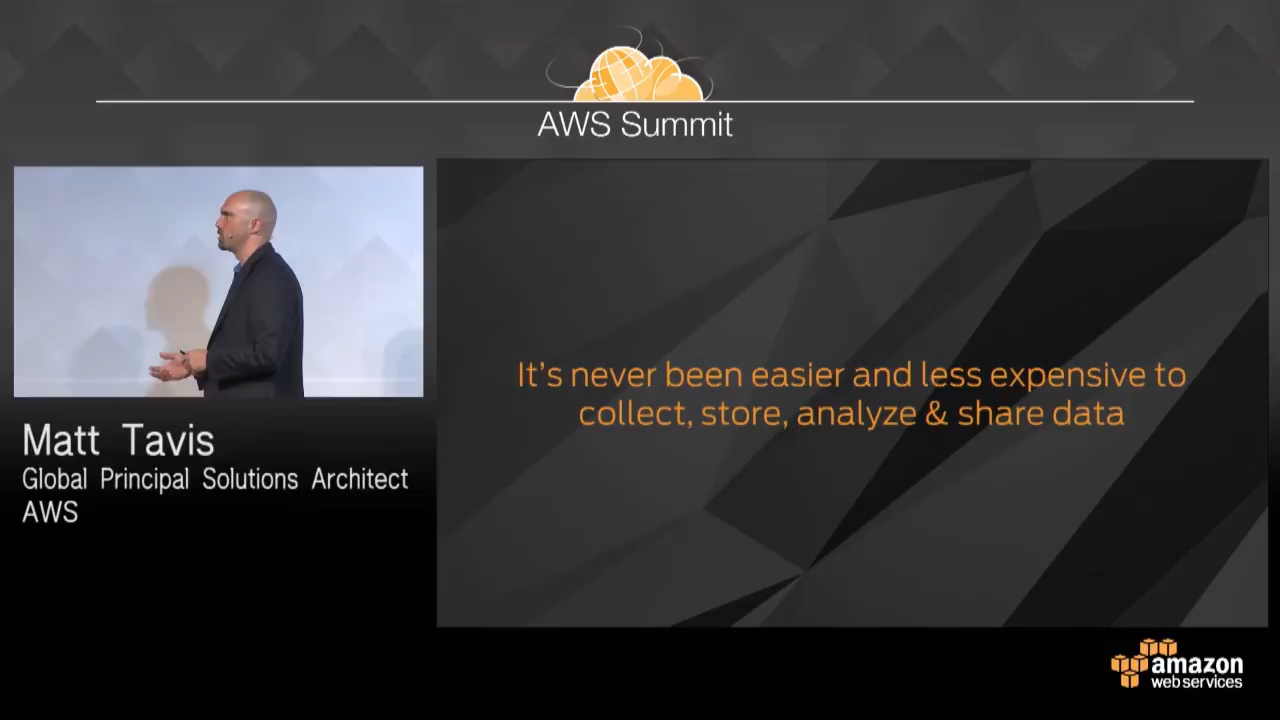 AWS Summit
It's never been easier and less expensive to
collect, store, analyze & share data
Matt Tavis
Global Principal Solutions Architect
AWS
amazon
web services